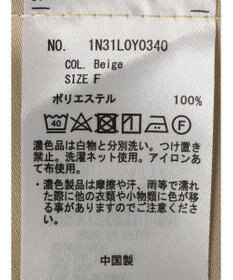 NO. 1N31L0Y0340
COL. Beige
SIZE F
ポリエステル 100%
40
F
濃色品は白物と分別洗い。つけ置き
禁止。洗濯ネット使用。アイロンあ
て布使用。
・濃色製品は摩擦や汗、雨等で濡れ
た際に他の衣類や小物類に色が移
る事がありますのでご注意くださ
い。
中国製